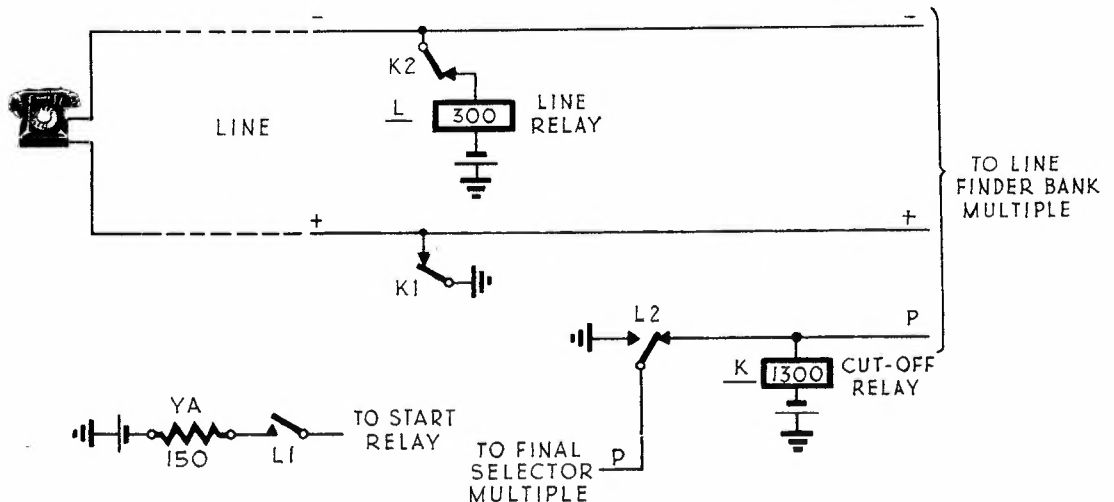 -
-
K2
L
300
LINE
RELAY
LINE
+
+
K1
TO LINE
FINDER BANK
MULTIPLE
L2
P
K
1300
CUT-OFF
RELAY
YA
150
L1
TO START
RELAY
TO FINAL
SELECTOR
MULTIPLE
P